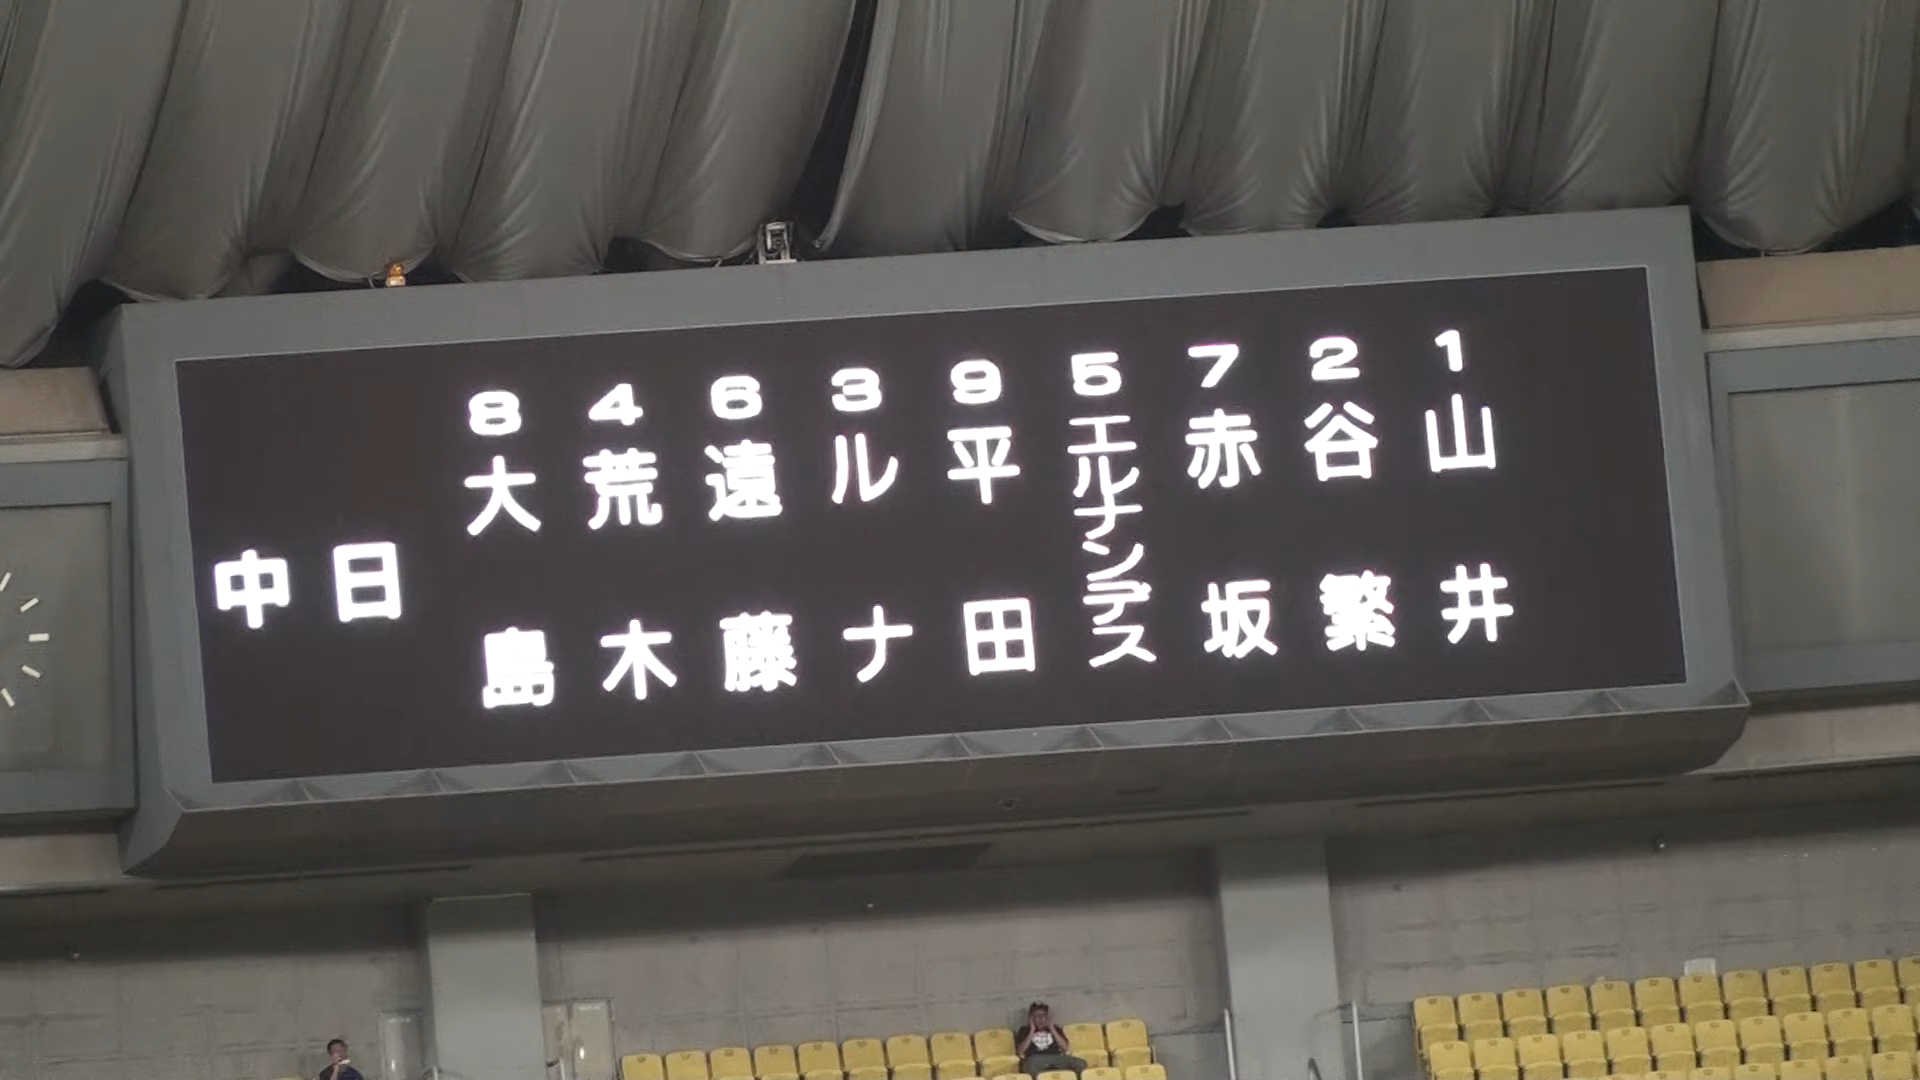 中日
8 大島
4 荒木
6 遠藤
3 ルナ
9 平田
5 エルナンデス
7 赤坂
2 谷繁
1 山井